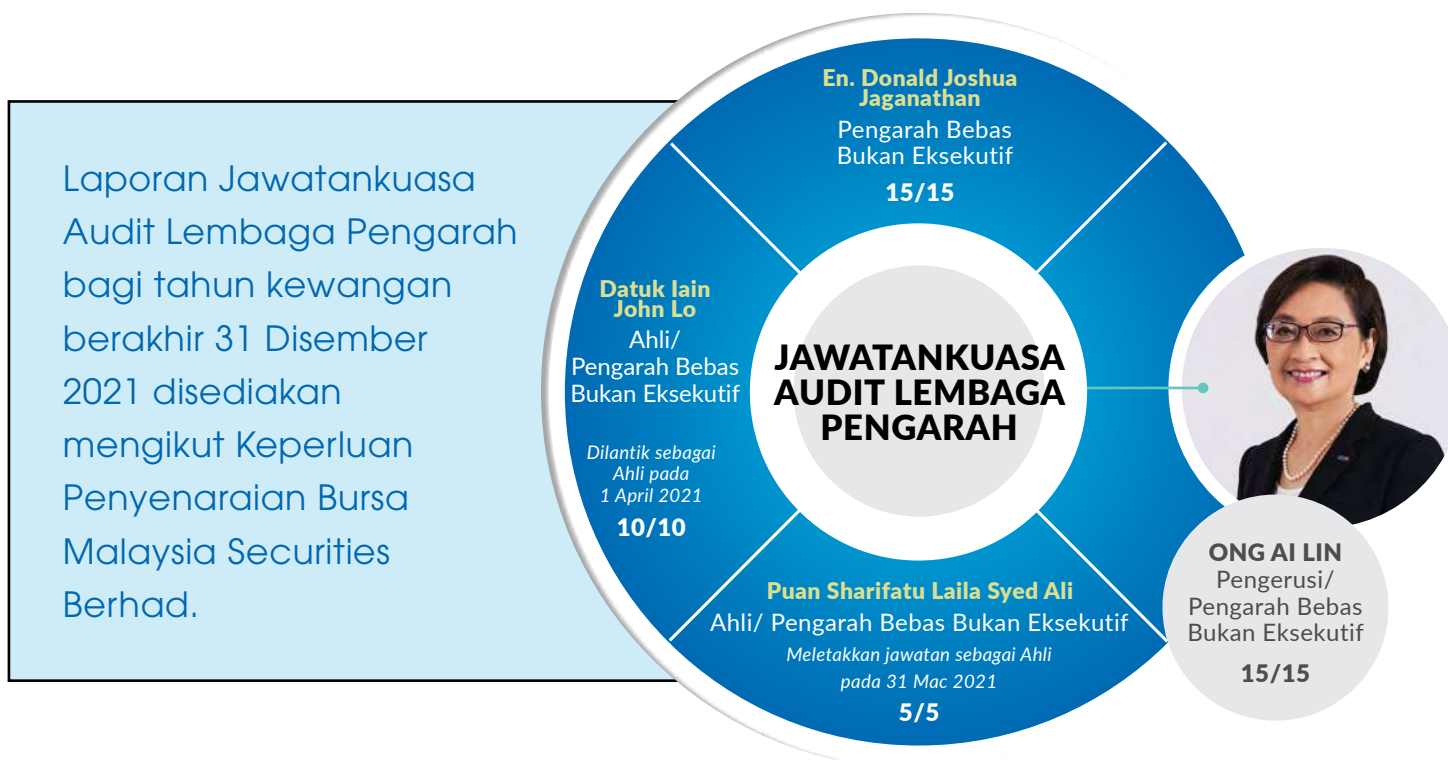 Laporan Jawatankuasa
Audit Lembaga Pengarah
bagi tahun kewangan
berakhir 31 Disember
2021 disediakan
mengikut Keperluan
Penyenaraian Bursa
Malaysia Securities
Berhad.
En. Donald Joshua
Jaganathan
Pengarah Bebas
Bukan Eksekutif
15/15
Datuk Iain
John Lo
Ahli/
Pengarah Bebas
Bukan Eksekutif
Dilantik sebagai
Ahli pada
1 April 2021
10/10
JAWATANKUASA
AUDIT LEMBAGA
PENGARAH
Puan Sharifatu Laila Syed Ali
Ahli/ Pengarah Bebas Bukan Eksekutif
Meletakkan jawatan sebagai Ahli
pada 31 Mac 2021
5/5
ONG AI LIN
Pengerusi/
Pengarah Bebas
Bukan Eksekutif
15/15